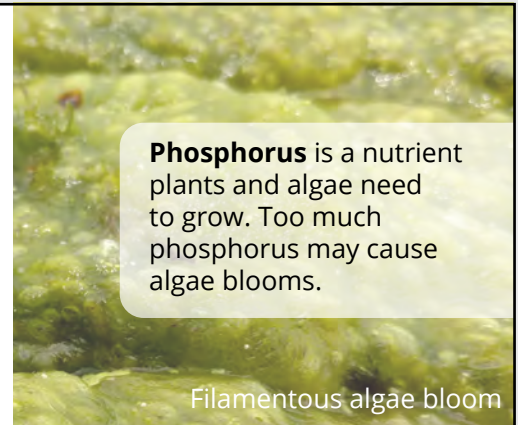 Phosphorus is a nutrient
plants and algae need
to grow. Too much
phosphorus may cause
algae blooms.
Filamentous algae bloom